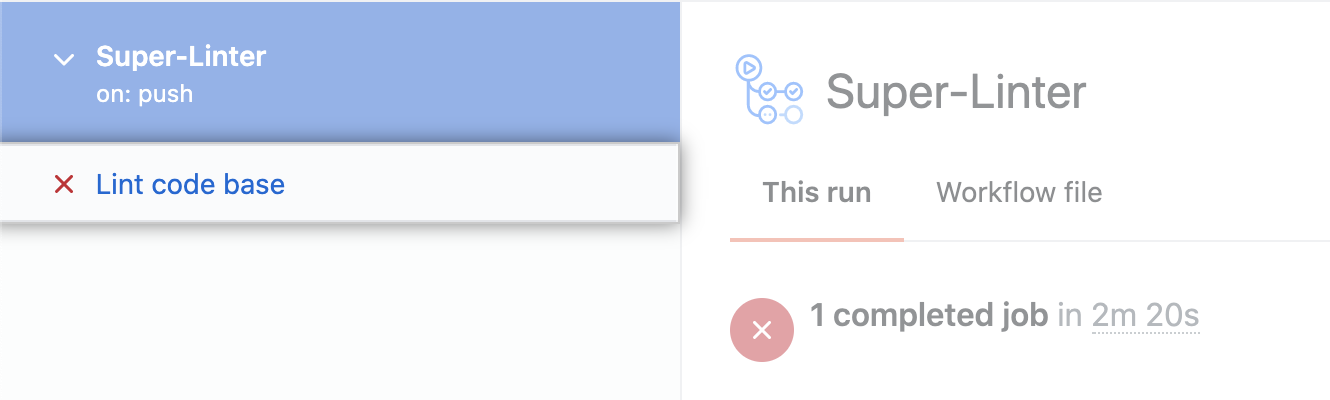 Super-Linter
on: push
Lint code base
Super-Linter
This run
Workflow file
1 completed job in 2m 20s